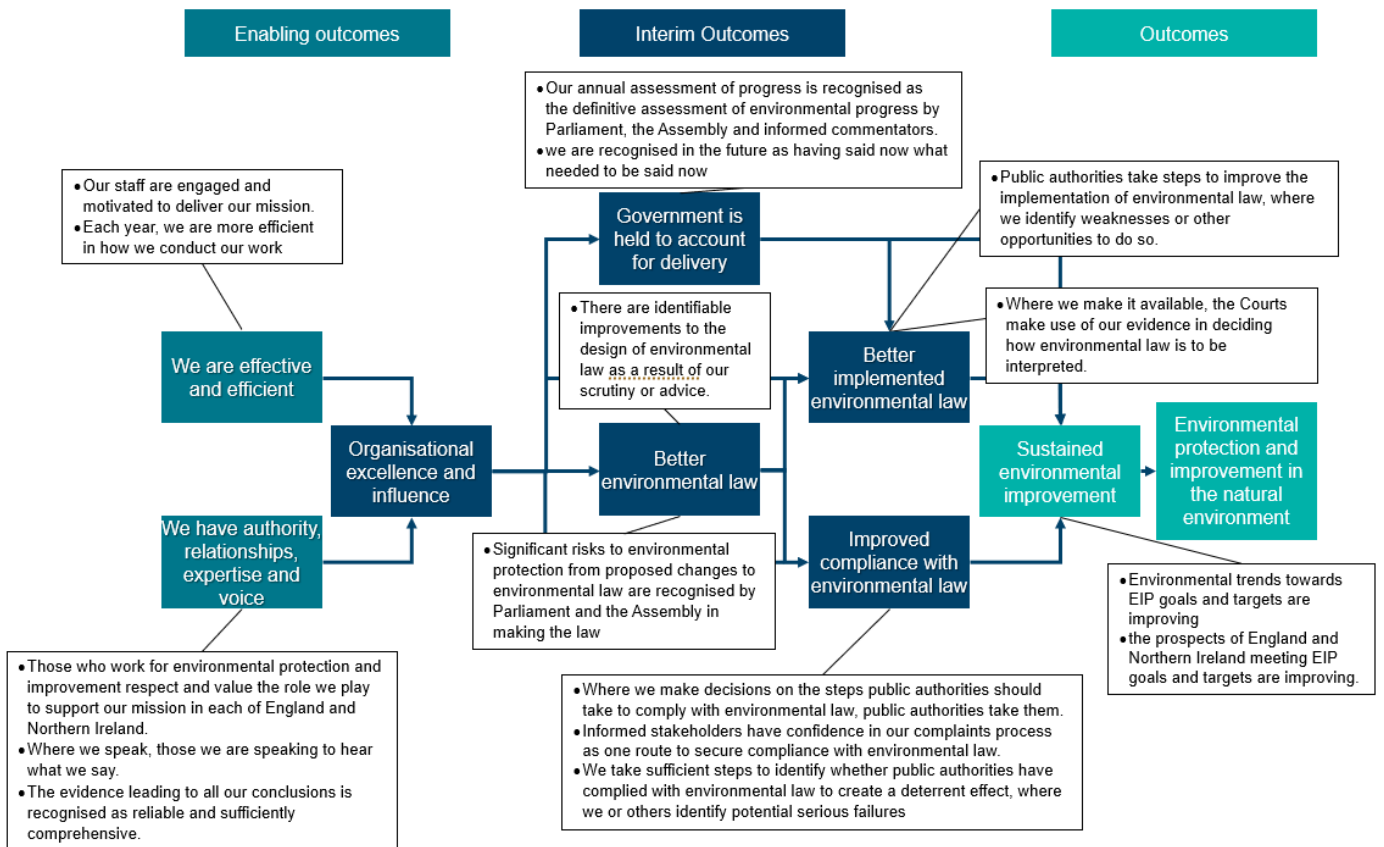 Enabling outcomes
Interim Outcomes
Outcomes
•Our annual assessment of progress is recognised as
the definitive assessment of environmental progress by
Parliament, the Assembly and informed commentators.
•we are recognised in the future as having said now what
needed to be said now
•Our staff are engaged and
motivated to deliver our mission.
•Each year, we are more efficient
in how we conduct our work
Government is
held to account
for delivery
•Public authorities take steps to improve the
implementation of environmental law, where
we identify weaknesses or other
opportunities to do so.
•There are identifiable
improvements to the
design of environmental
law as a result of our
scrutiny or advice.
•Where we make it available, the Courts
make use of our evidence in deciding
how environmental law is to be
interpreted.
We are effective
and efficient
Better
implemented
environmental law
Organisational
excellence and
influence
Better
environmental law
Sustained
environmental
improvement
Environmental
protection and
improvement in
the natural
environment
We have authority,
relationships,
expertise and
voice
•Significant risks to environmental
protection from proposed changes to
environmental law are recognised by
Parliament and the Assembly in
making the law
Improved
compliance with
environmental law
•Environmental trends towards
EIP goals and targets are
improving
•the prospects of England and
Northern Ireland meeting EIP
goals and targets are improving.
•Those who work for environmental protection and
improvement respect and value the role we play
to support our mission in each of England and
Northern Ireland.
•Where we speak, those we are speaking to hear
what we say.
•The evidence leading to all our conclusions is
recognised as reliable and sufficiently
comprehensive.
•Where we make decisions on the steps public authorities should
take to comply with environmental law, public authorities take them.
•Informed stakeholders have confidence in our complaints process
as one route to secure compliance with environmental law.
•We take sufficient steps to identify whether public authorities have
complied with environmental law to create a deterrent effect, where
we or others identify potential serious failures